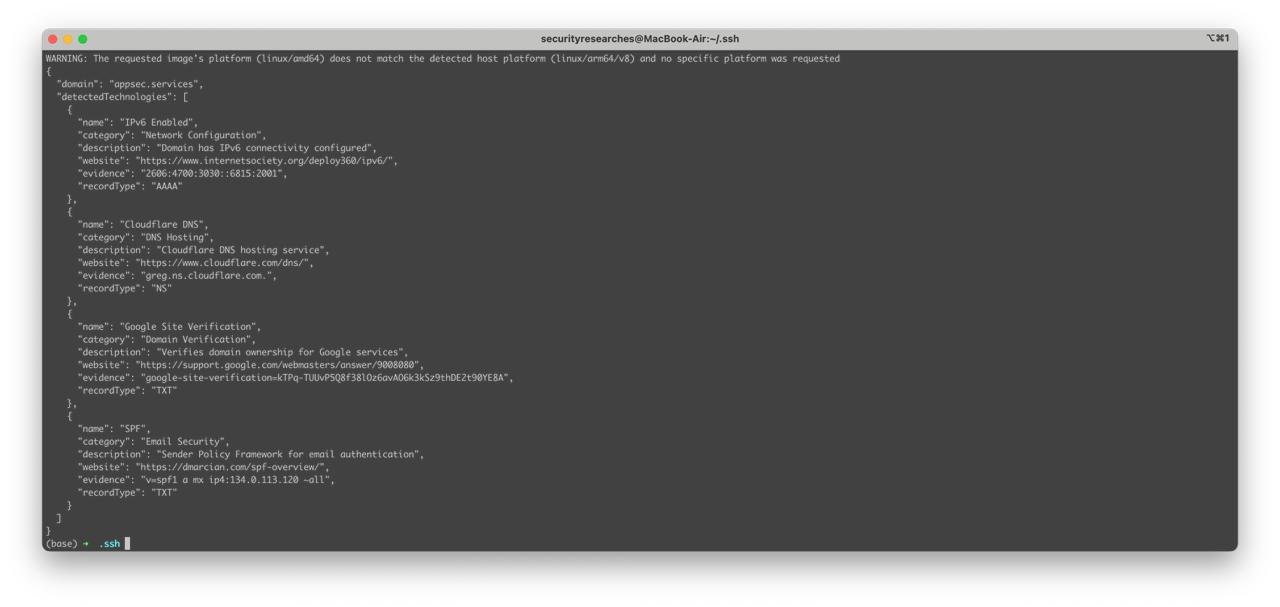 securityresearches@MacBook-Air:~/.ssh
⌥⌘1
WARNING: The requested image's platform (linux/amd64) does not match the detected host platform (linux/arm64/v8) and no specific platform was requested
{
  "domain": "appsec.services",
  "detectedTechnologies": [
    {
      "name": "IPv6 Enabled",
      "category": "Network Configuration",
      "description": "Domain has IPv6 connectivity configured",
      "website": "https://www.internetsociety.org/deploy360/ipv6/",
      "evidence": "2606:4700:3030::6815:2001",
      "recordType": "AAAA"
    },
    {
      "name": "Cloudflare DNS",
      "category": "DNS Hosting",
      "description": "Cloudflare DNS hosting service",
      "website": "https://www.cloudflare.com/dns/",
      "evidence": "greg.ns.cloudflare.com.",
      "recordType": "NS"
    },
    {
      "name": "Google Site Verification",
      "category": "Domain Verification",
      "description": "Verifies domain ownership for Google services",
      "website": "https://support.google.com/webmasters/answer/9008080",
      "evidence": "google-site-verification=kTPq-TUUvP5Q8f38lOz6avAO6k3kSz9thDE2t90YE8A",
      "recordType": "TXT"
    },
    {
      "name": "SPF",
      "category": "Email Security",
      "description": "Sender Policy Framework for email authentication",
      "website": "https://dmarcian.com/spf-overview/",
      "evidence": "v=spf1 a mx ip4:134.0.113.120 ~all",
      "recordType": "TXT"
    }
  ]
}
(base) ➜  .ssh